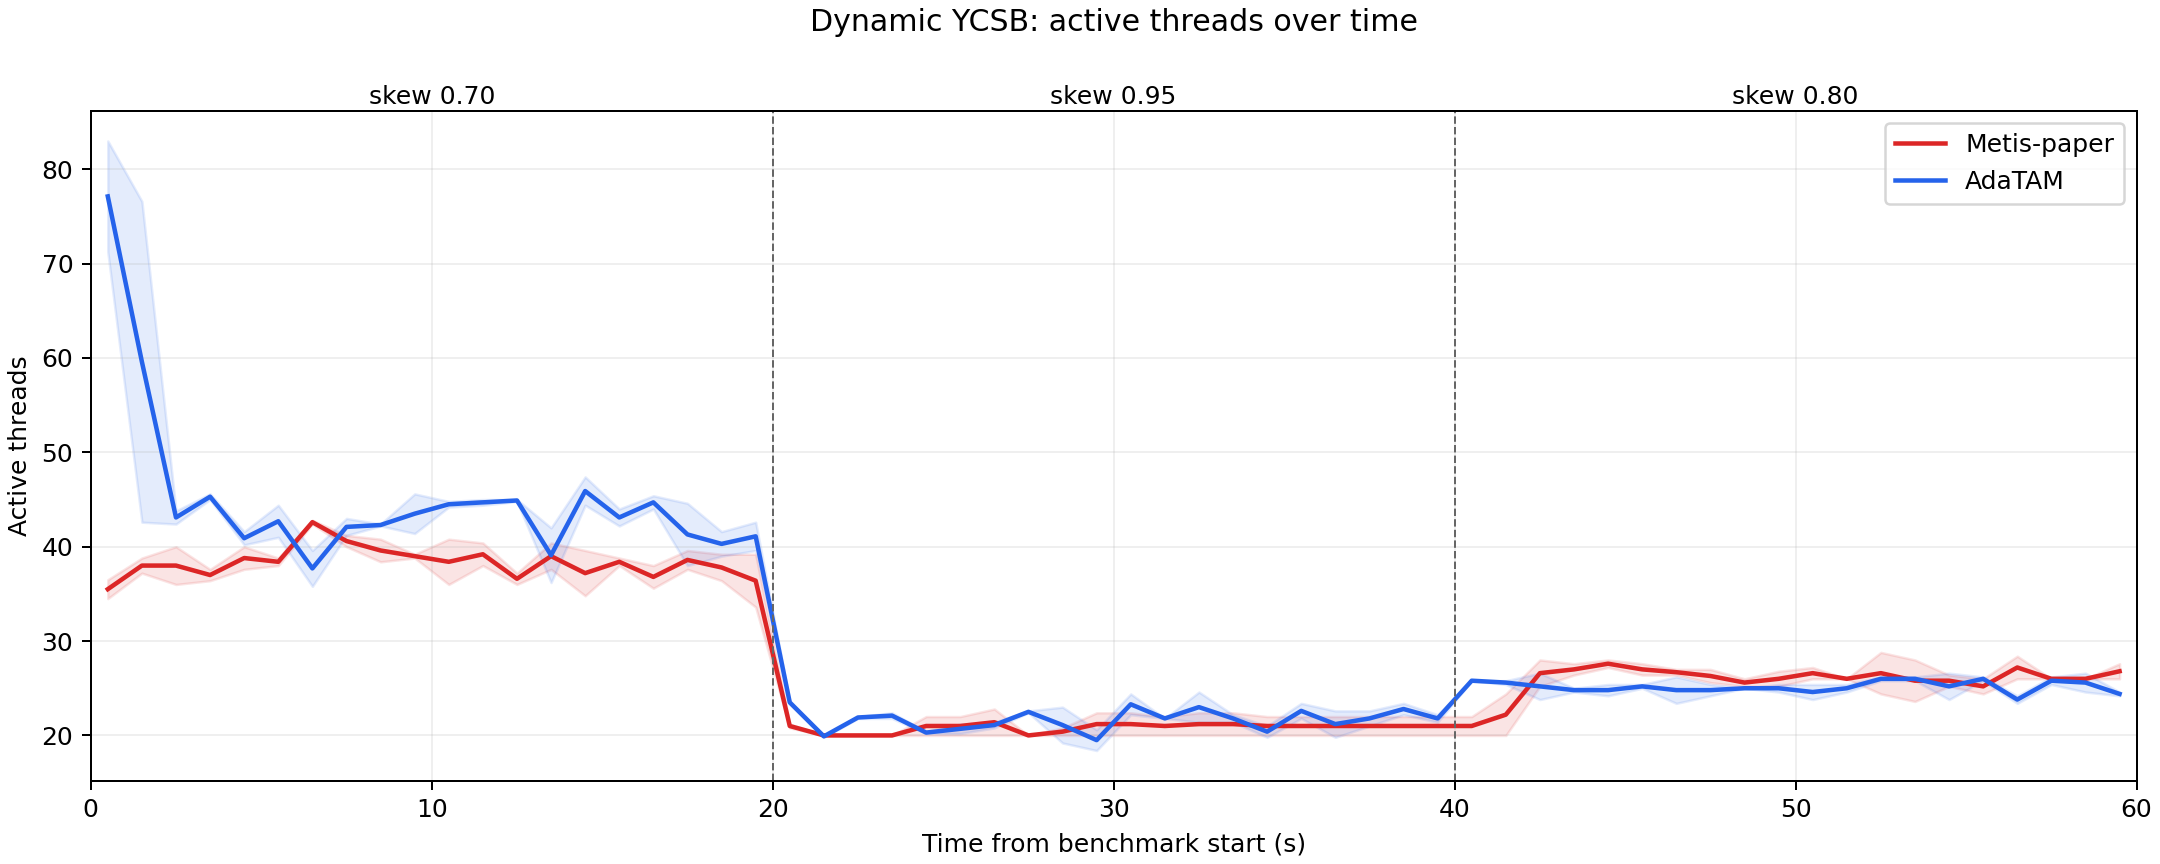 Dynamic YCSB: active threads over time
skew 0.70
skew 0.95
skew 0.80
Metis-paper
AdaTAM
Active threads
80
70
60
50
40
30
20
0
10
20
30
40
50
60
Time from benchmark start (s)